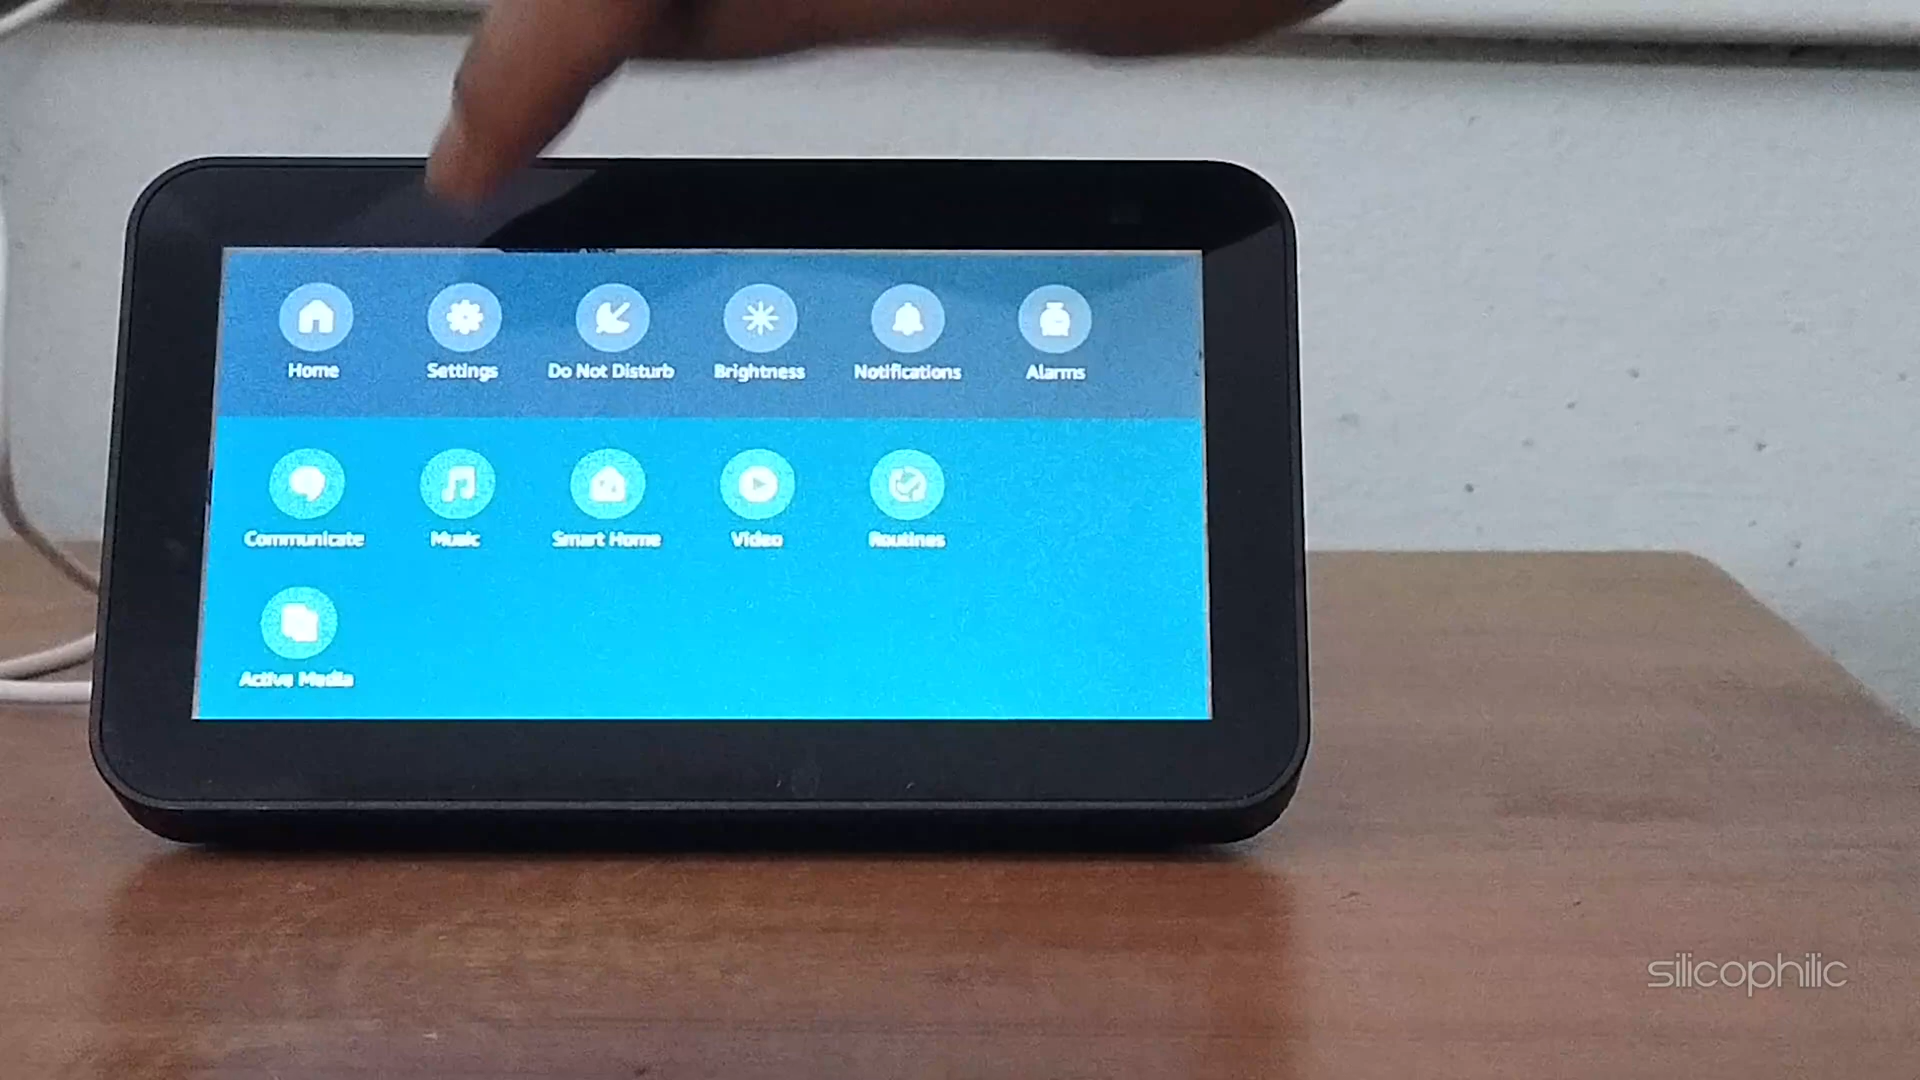 Home Settings Do Not Disturb Brightness Notifications Alarms
Communicate Music Smart Home Video Routines
Active Media
silicophilic